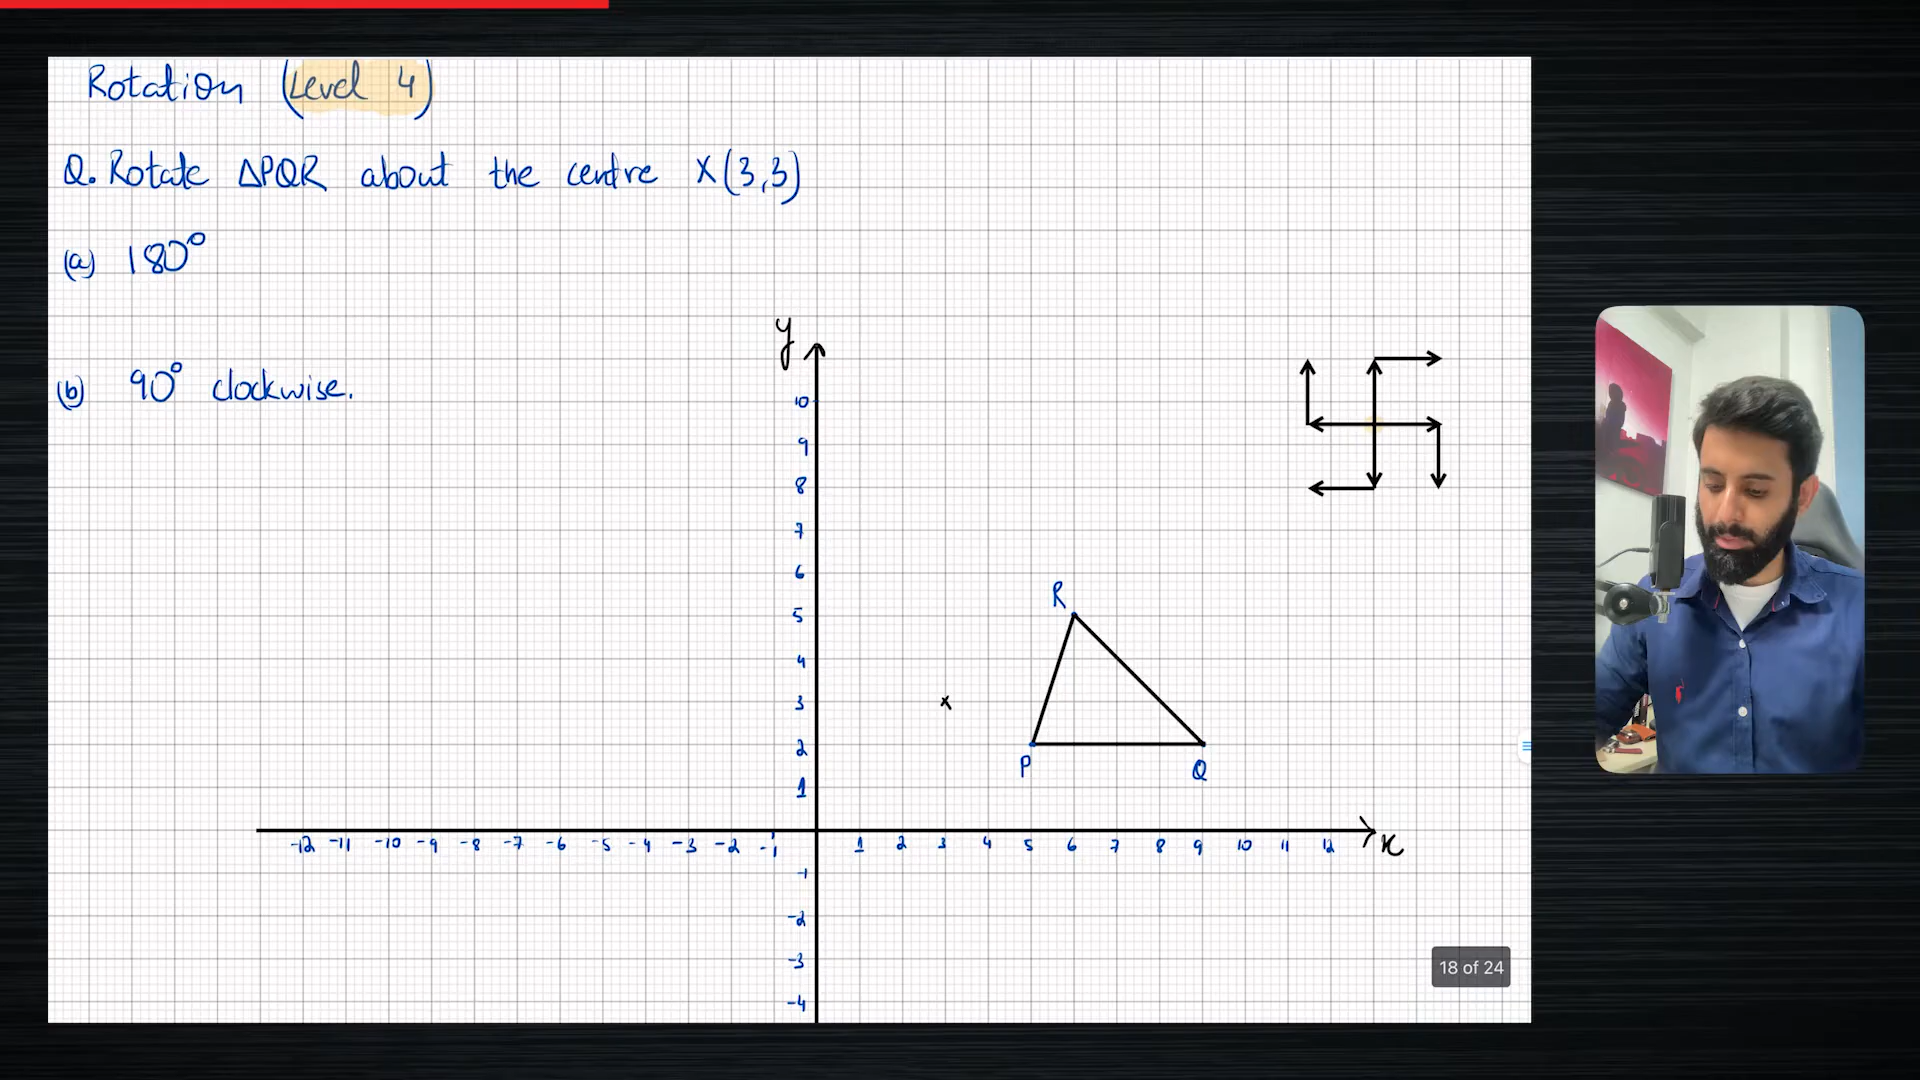 Rotation (Level 4)
Q. Rotate ΔPQR about the centre X(3,3)
(a) 180°
(b) 90° clockwise.
y
10
9
8
7
6
5
4
3
2
1
R
x
P
Q
-12 -11 -10 -9 -8 -7 -6 -5 -4 -3 -2 -1 1 2 3 4 5 6 7 8 9 10 11 12 x
-1
-2
-3
-4
18 of 24